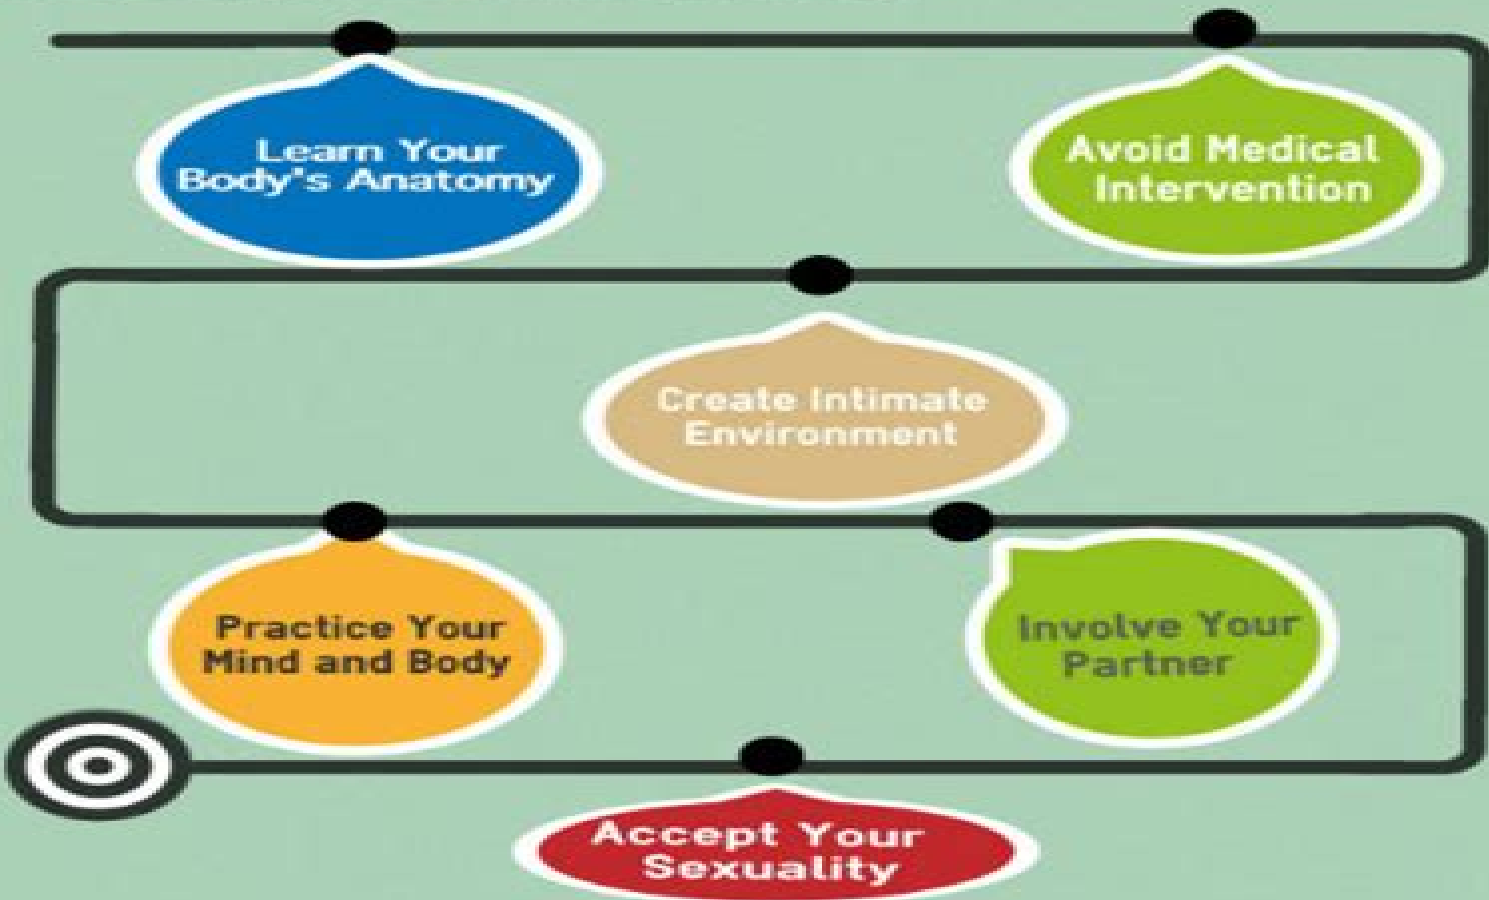 Learn Your
Body's Anatomy
Avoid Medical
Intervention
Create Intimate
Environment
Practice Your
Mind and Body
Involve Your
Partner
Accept Your
Sexuality